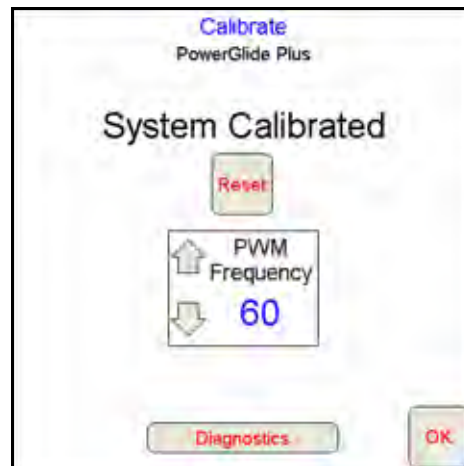 Calibrate
PowerGlide Plus
System Calibrated
Reset
PWM
Frequency
60
Diagnostics
OK